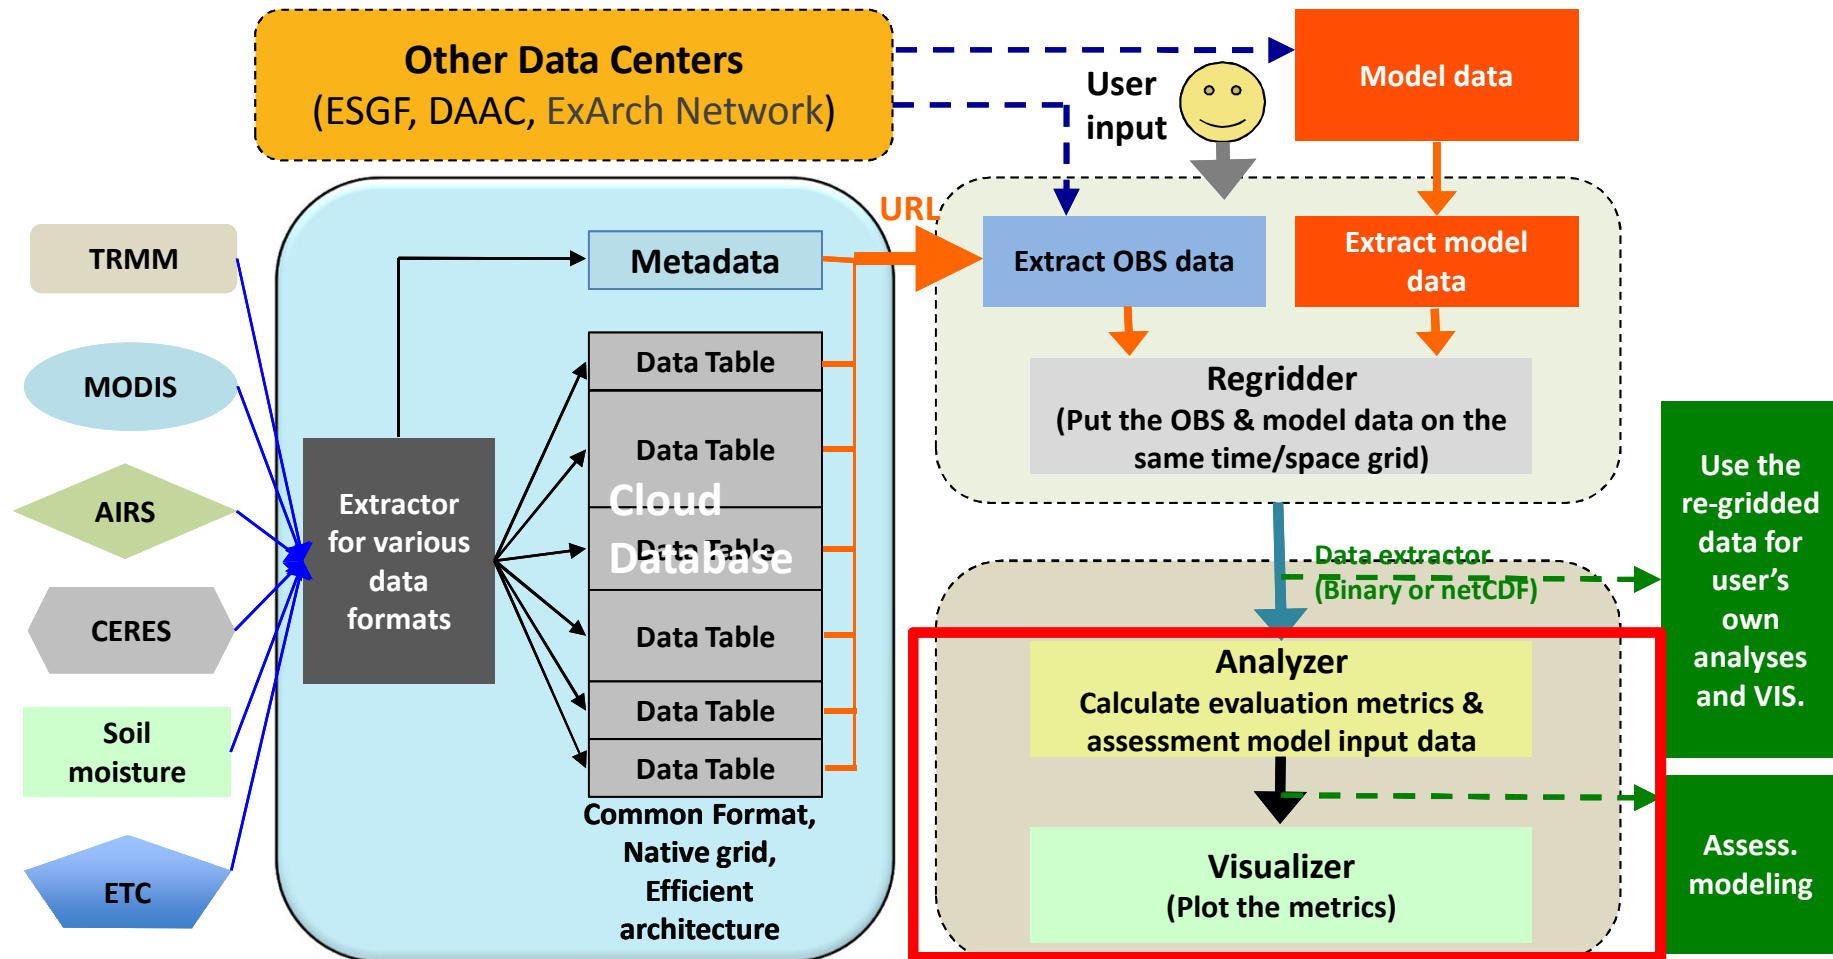 Other Data Centers
(ESGF, DAAC, ExArch Network)
User
input
Model data
TRMM
MODIS
AIRS
CERES
Soil
moisture
ETC
Extractor
for various
data
formats
Metadata
Data Table
Data Table
Data Table
Data Table
Data Table
Data Table
Cloud
Database
Common Format,
Native grid,
Efficient
architecture
URL
Extract OBS data
Extract model
data
Regridder
(Put the OBS & model data on the
same time/space grid)
Data extractor
(Binary or netCDF)
Analyzer
Calculate evaluation metrics &
assessment model input data
Visualizer
(Plot the metrics)
Use the
re-gridded
data for
user's
own
analyses
and VIS.
Assess.
modeling